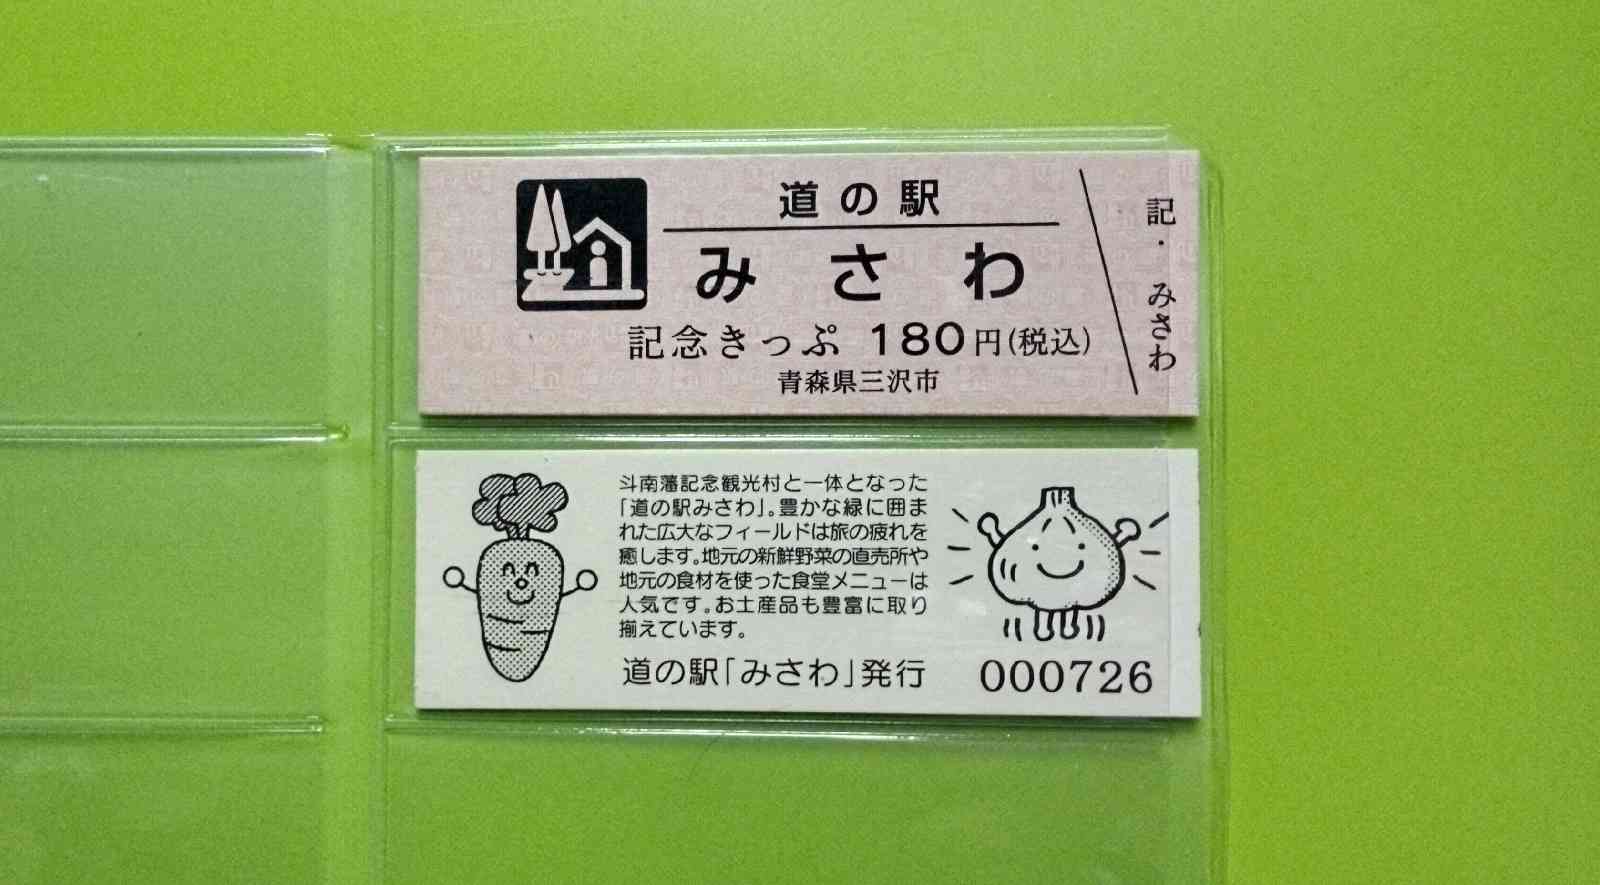 道の駅
みさわ
記念きっぷ 180円(税込)
青森県三沢市
記・みさわ
斗南藩記念観光村と一体となった
「道の駅みさわ」。豊かな緑に囲ま
れた広大なフィールドは旅の疲れを
癒します。地元の新鮮野菜の直売所や
地元の食材を使った食堂メニューは
人気です。お土産品も豊富に取り
揃えています。
道の駅「みさわ」発行
000726